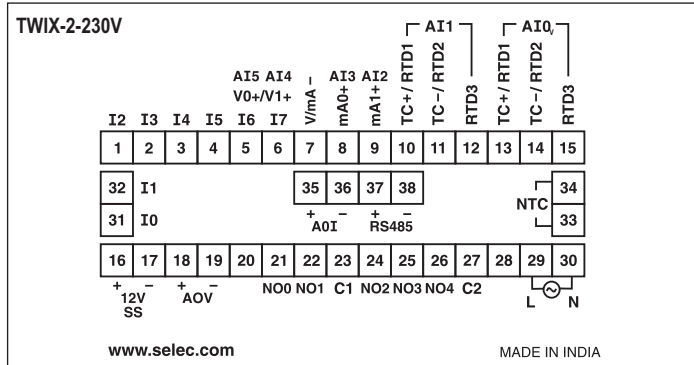 TWIX-2-230V
AI1 AI0v
AI5 AI4 V/mA – AI3 AI2 TC+/ RTD1 TC–/ RTD2 RTD3 TC+/ RTD1 TC–/ RTD2 RTD3
V0+/V1+ mA0+ mA1+
I2 I3 I4 I5 I6 I7
1 2 3 4 5 6 7 8 9 10 11 12 13 14 15
32 I1 35 36 37 38 NTC 34
31 I0 + – + – 33
A0I RS485
16 17 18 19 20 21 22 23 24 25 26 27 28 29 30
+ – + – NO0 NO1 C1 NO2 NO3 NO4 C2
12V AOV L N
SS
www.selec.com MADE IN INDIA